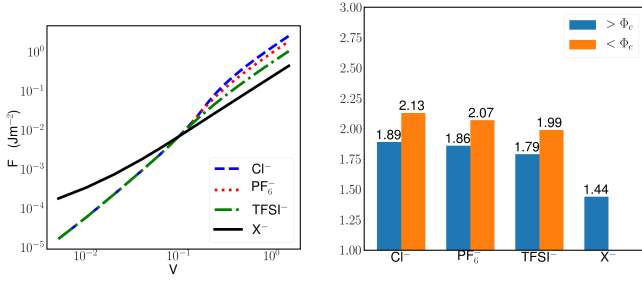 F (Jm⁻²)
10⁰
10⁻¹
10⁻²
10⁻³
10⁻⁴
10⁻⁵
10⁻²
10⁻¹
10⁰
V
Cl⁻
PF₆⁻
TFSI⁻
X⁻
3.00
2.75
2.50
2.25
2.00
1.75
1.50
1.25
1.00
> Φ_c
< Φ_c
1.89
2.13
1.86
2.07
1.79
1.99
1.44
Cl⁻
PF₆⁻
TFSI⁻
X⁻